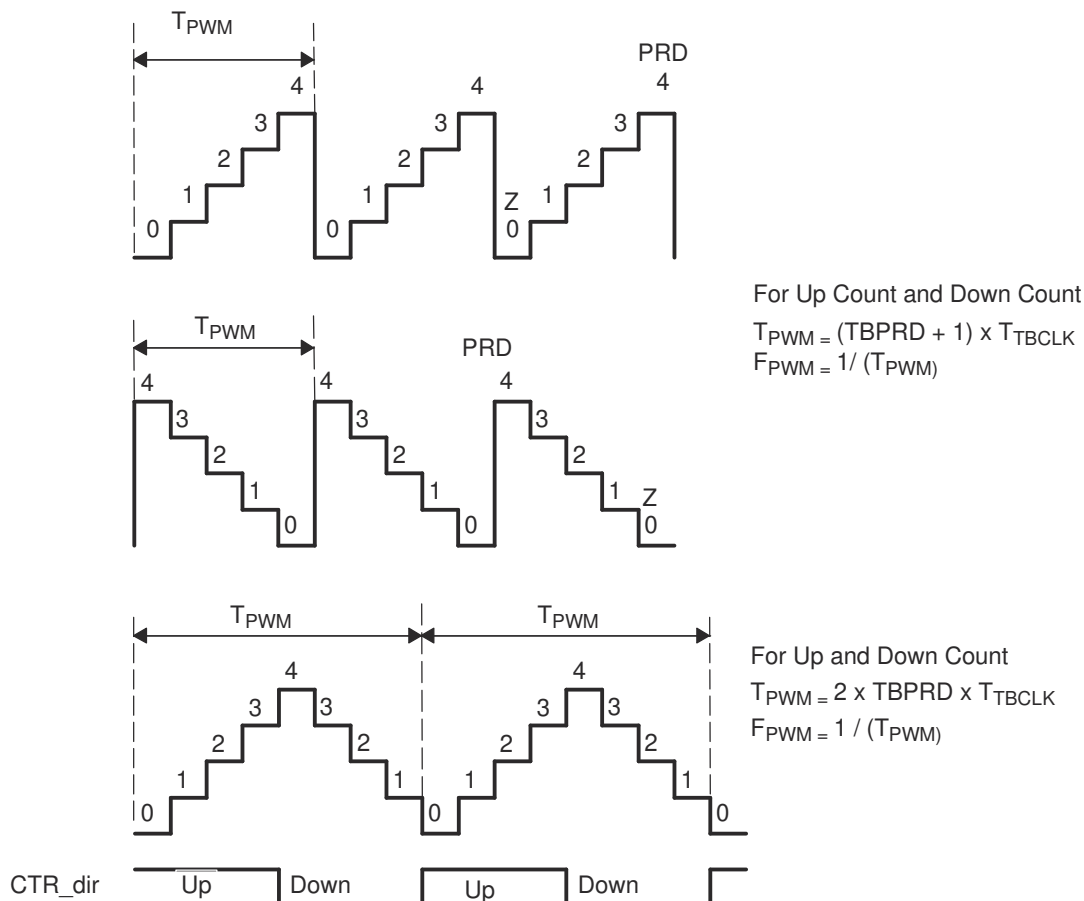 TPWM
PRD
4 4 4
3 3 3
2 2 2
1 1 Z 1
0 0 0
For Up Count and Down Count
TPWM = (TBPRD + 1) x TTBCLK
FPWM = 1/ (TPWM)
TPWM
PRD
4 4 4
3 3 3
2 2 2
1 1 1 Z
0 0 0
TPWM TPWM
For Up and Down Count
TPWM = 2 x TBPRD x TTBCLK
FPWM = 1 / (TPWM)
4 4
3 3 3 3
2 2 2 2
1 1 1 1
0 0 0
CTR_dir Up Down Up Down